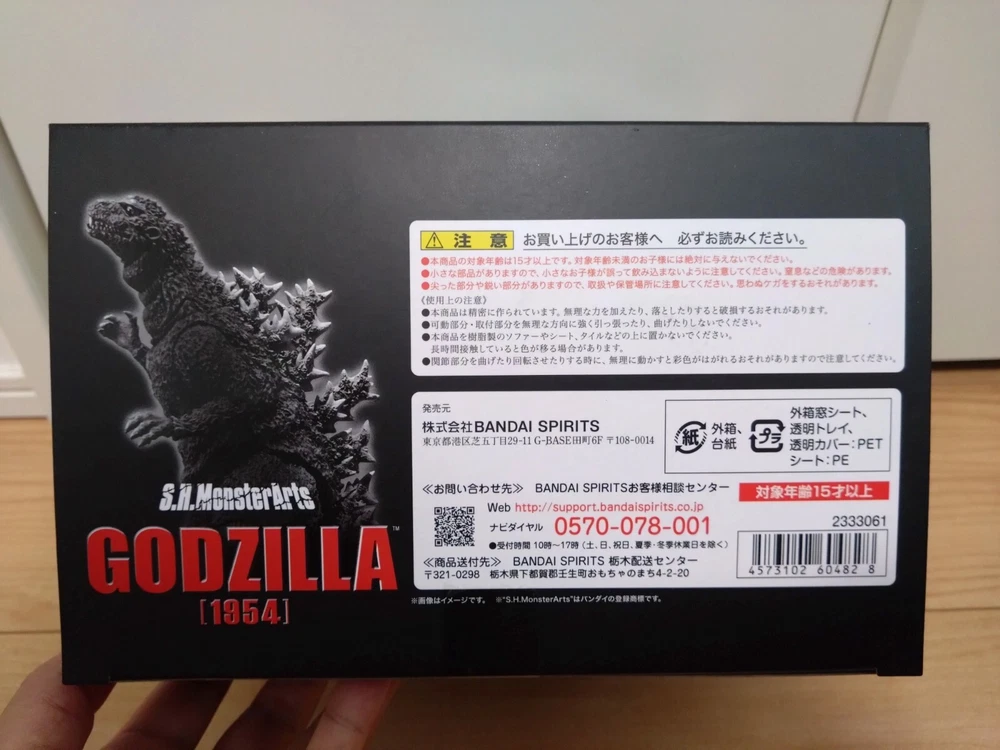 S.H.MonsterArts
GODZILLA™
[1954]
注 意 お買い上げのお客様へ 必ずお読みください。
●本商品の対象年齢は15才以上です。対象年齢未満のお子様には絶対に与えないでください。
●小さな部品がありますので、小さなお子様が誤って飲み込まないように注意してください。窒息などの危険があります。
●尖った部分や鋭い部分がありますので、取扱や保管場所に注意してください。思わぬケガをするおそれがあります。
《使用上の注意》
●本商品は精密に作られています。無理な力を加えたり、落としたりすると破損するおそれがあります。
●可動部分・取付部分を無理な方向に強く引っ張ったり、曲げたりしないでください。
●本商品を樹脂製のソファーやシート、タイルなどの上に置かないでください。
長時間接触していると色が移る場合があります。
●関節部分を曲げたり回転させたりする時に、無理に動かすと彩色がはがれるおそれがありますので注意してください。
発売元
株式会社BANDAI SPIRITS
東京都港区芝五丁目29-11 G-BASE田町6F 〒108-0014
紙 外箱、
台紙
プラ 外箱窓シート、
透明トレイ、
透明カバー:PET
シート:PE
≪お問い合わせ先≫ BANDAI SPIRITSお客様相談センター
Web http://support.bandaispirits.co.jp
ナビダイヤル 0570-078-001
●受付時間 10時~17時(土、日、祝日、夏季・冬季休業日を除く)
≪商品送付先≫ BANDAI SPIRITS 栃木配送センター
〒321-0298 栃木県下都賀郡壬生町おもちゃのまち4-2-20
対象年齢15才以上
2333061
4573102 60482 8
※画像はイメージです。 ※"S.H.MonsterArts"はバンダイの登録商標です。